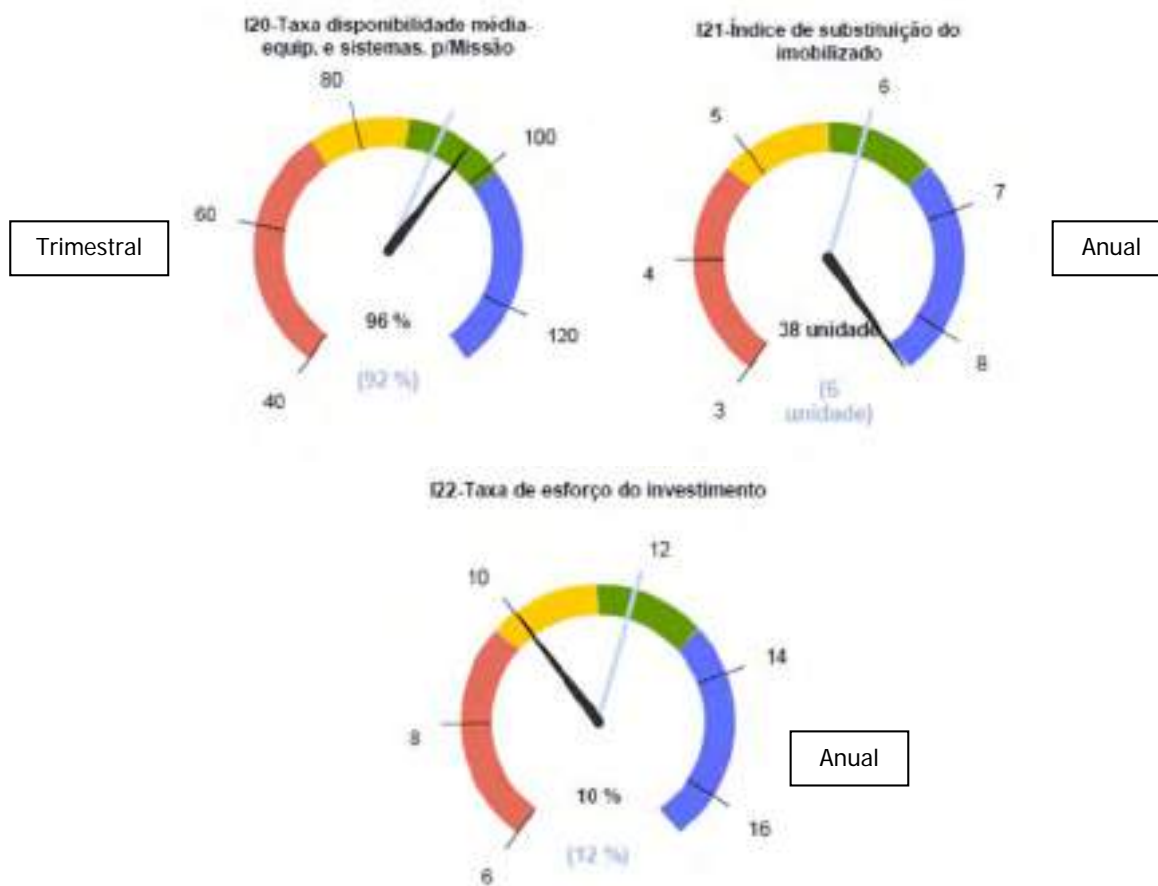 I20-Taxa disponibilidade média-
equip. e sistemas. p/Missão
80
100
60
120
40
96 %
(92 %)
Trimestral
I21-Índice de substituição do
imobilizado
6
5
7
4
8
3
38 unidade
(6
unidade)
Anual
I22-Taxa de esforço do investimento
12
10
14
8
16
6
10 %
(12 %)
Anual